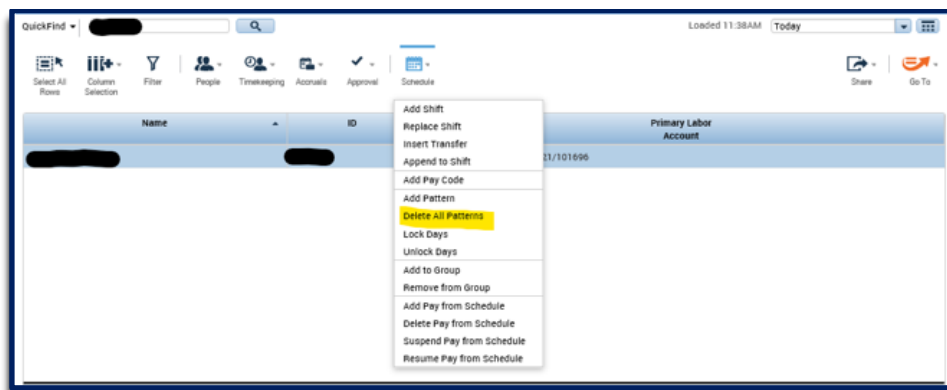 QuickFind
Loaded 11:38AM Today
Select All Rows
Column Selection
Filter
People
Timekeeping
Accruals
Approval
Schedule
Share
Go To
Name
ID
Primary Labor
Account
21/101696
Add Shift
Replace Shift
Insert Transfer
Append to Shift
Add Pay Code
Add Pattern
Delete All Patterns
Lock Days
Unlock Days
Add to Group
Remove from Group
Add Pay from Schedule
Delete Pay from Schedule
Suspend Pay from Schedule
Resume Pay from Schedule